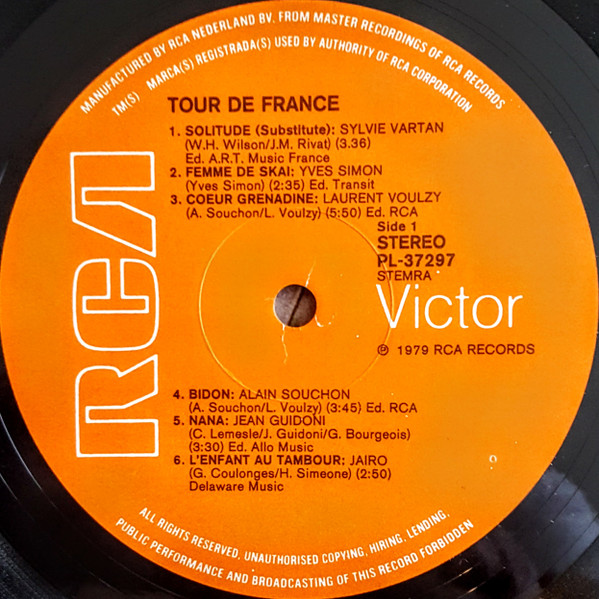 MANUFACTURED BY RCA NEDERLAND BV. FROM MASTER RECORDINGS OF RCA RECORDS
TM(S) MARCA(S) REGISTRADA(S) USED BY AUTHORITY OF RCA CORPORATION
TOUR DE FRANCE
1. SOLITUDE (Substitute): SYLVIE VARTAN
(W.H. Wilson/J.M. Rivat) (3.36)
Ed. A.R.T. Music France
2. FEMME DE SKAI: YVES SIMON
(Yves Simon) (2:35) Ed. Transit
3. COEUR GRENADINE: LAURENT VOULZY
(A. Souchon/L. Voulzy) (5:50) Ed. RCA
Side 1
STEREO
PL-37297
STEMRA
RCA
Victor
℗ 1979 RCA RECORDS
4. BIDON: ALAIN SOUCHON
(A. Souchon/L. Voulzy) (3:45) Ed. RCA
5. NANA: JEAN GUIDONI
(C. Lemesle/J. Guidoni/G. Bourgeois)
(3:30) Ed. Allo Music
6. L'ENFANT AU TAMBOUR: JAIRO
(G. Coulonges/H. Simeone) (2:50)
Delaware Music
ALL RIGHTS RESERVED. UNAUTHORISED COPYING, HIRING, LENDING,
PUBLIC PERFORMANCE AND BROADCASTING OF THIS RECORD FORBIDDEN